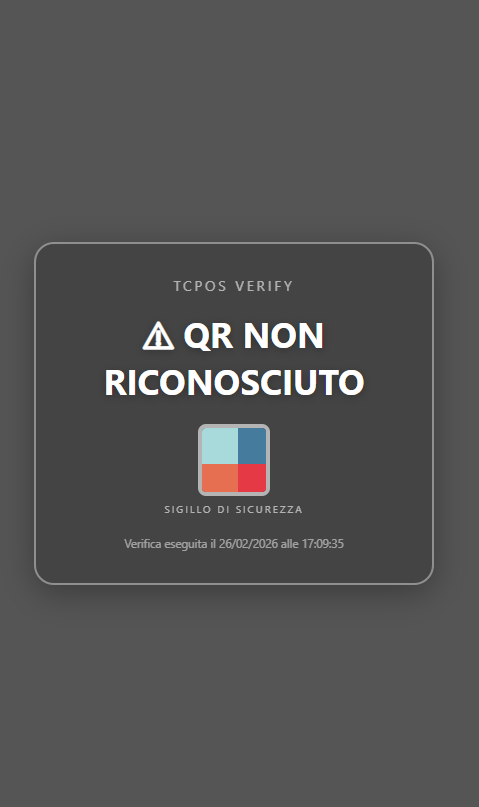 TCPOS VERIFY
⚠ QR NON
RICONOSCIUTO
SIGILLO DI SICUREZZA
Verifica eseguita il 26/02/2026 alle 17:09:35